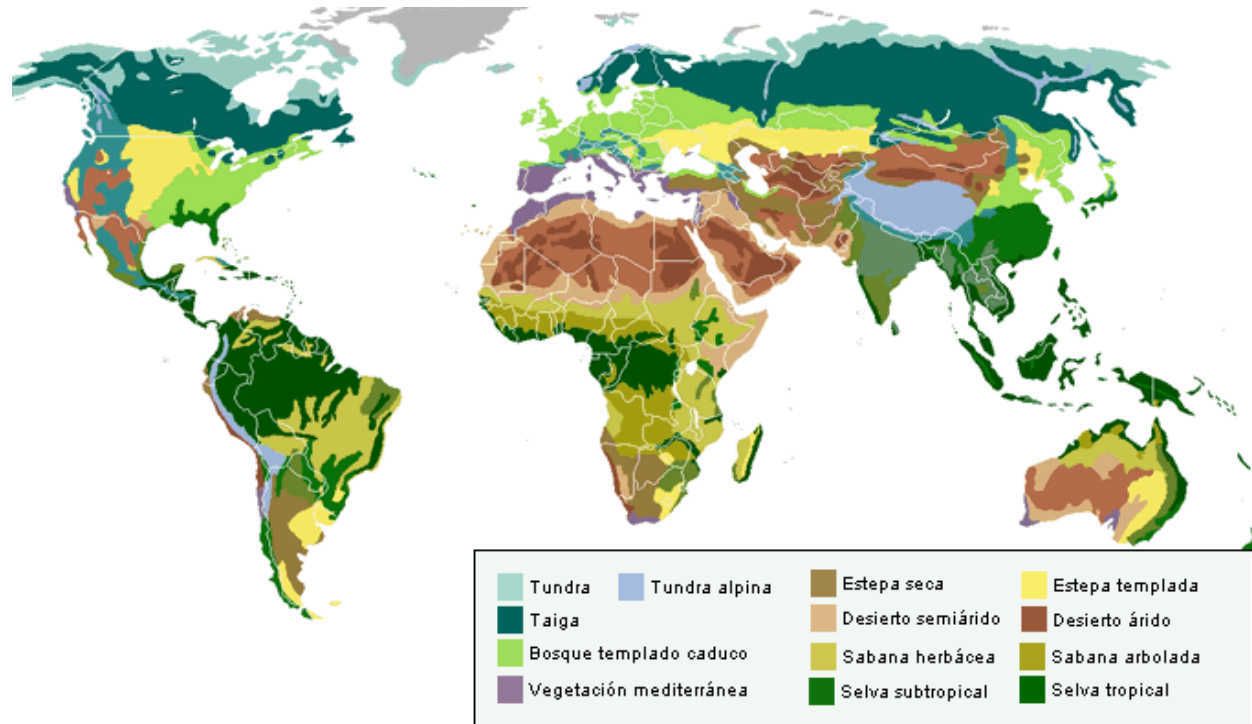 Tundra
Tundra alpina
Estepa seca
Estepa templada
Taiga
Desierto semiárido
Desierto árido
Bosque templado caduco
Sabana herbácea
Sabana arbolada
Vegetación mediterránea
Selva subtropical
Selva tropical